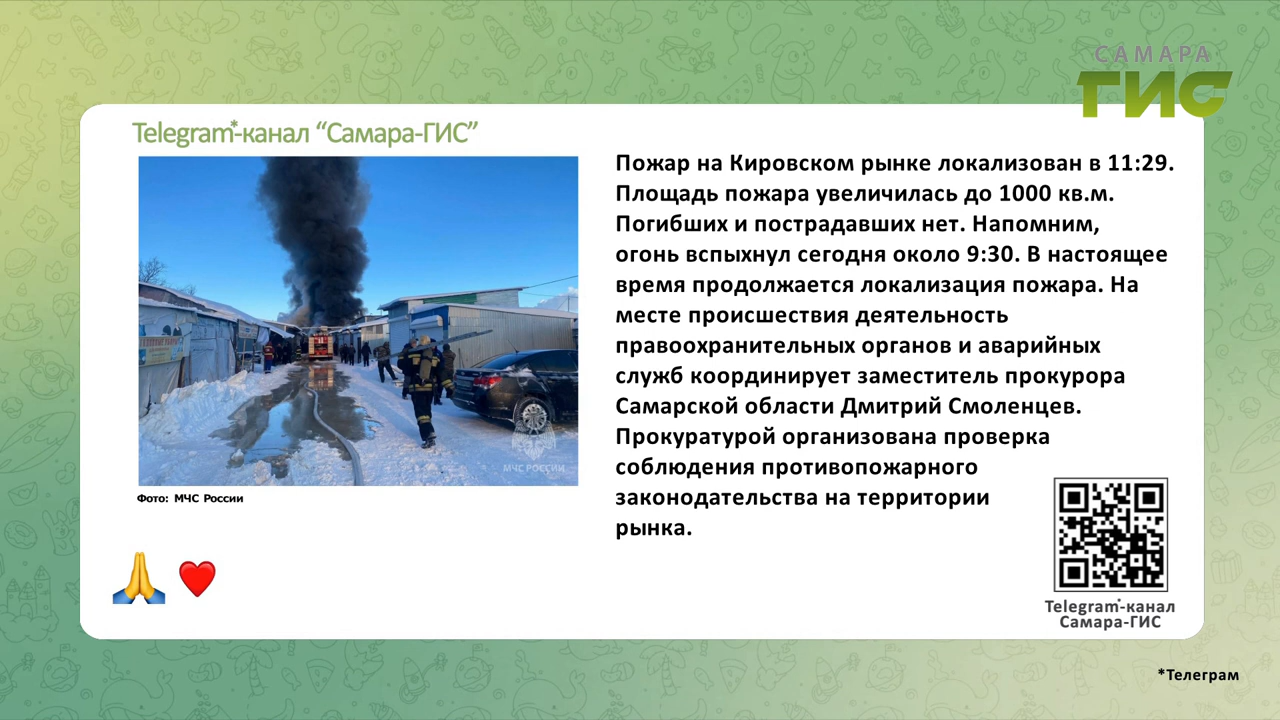 САМАРА
ГИС
Telegram*-канал “Самара-ГИС”
Пожар на Кировском рынке локализован в 11:29.
Площадь пожара увеличилась до 1000 кв.м.
Погибших и пострадавших нет. Напомним,
огонь вспыхнул сегодня около 9:30. В настоящее
время продолжается локализация пожара. На
месте происшествия деятельность
правоохранительных органов и аварийных
служб координирует заместитель прокурора
Самарской области Дмитрий Смоленцев.
Прокуратурой организована проверка
соблюдения противопожарного
законодательства на территории
рынка.
МЧС РОССИИ
Фото: МЧС России
Telegram*-канал
Самара-ГИС
*Телеграм